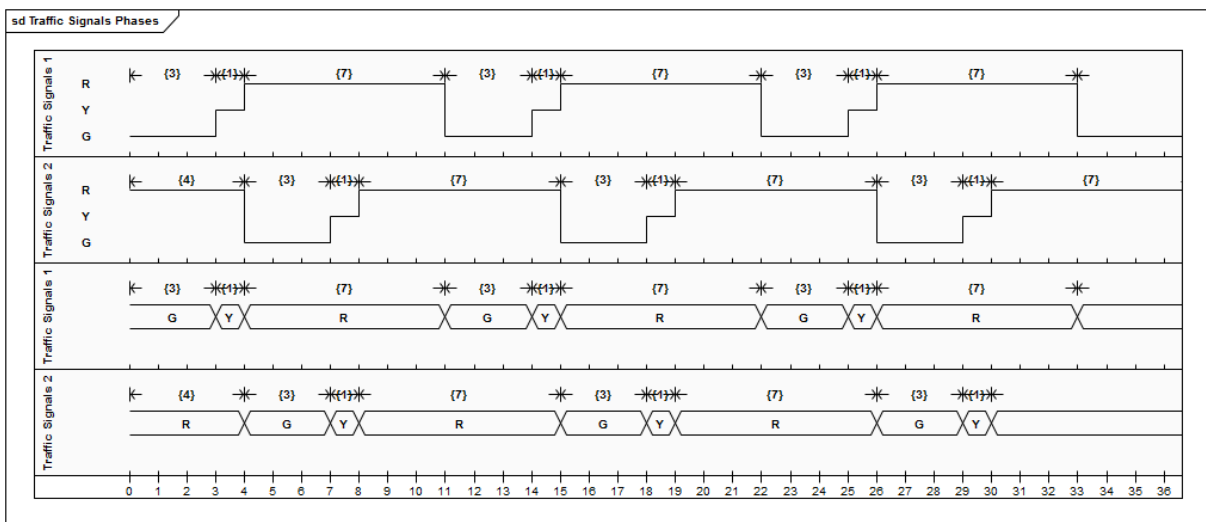 sd Traffic Signals Phases
Traffic Signals 1
{3} {1} {7} {3} {1} {7} {3} {1} {7}
R
Y
G
Traffic Signals 2
{4} {3} {1} {7} {3} {1} {7} {3} {1} {7}
R
Y
G
Traffic Signals 1
{3} {1} {7} {3} {1} {7} {3} {1} {7}
G Y R G Y R G Y R
Traffic Signals 2
{4} {3} {1} {7} {3} {1} {7} {3} {1}
R G Y R G Y R G Y
0 1 2 3 4 5 6 7 8 9 10 11 12 13 14 15 16 17 18 19 20 21 22 23 24 25 26 27 28 29 30 31 32 33 34 35 36